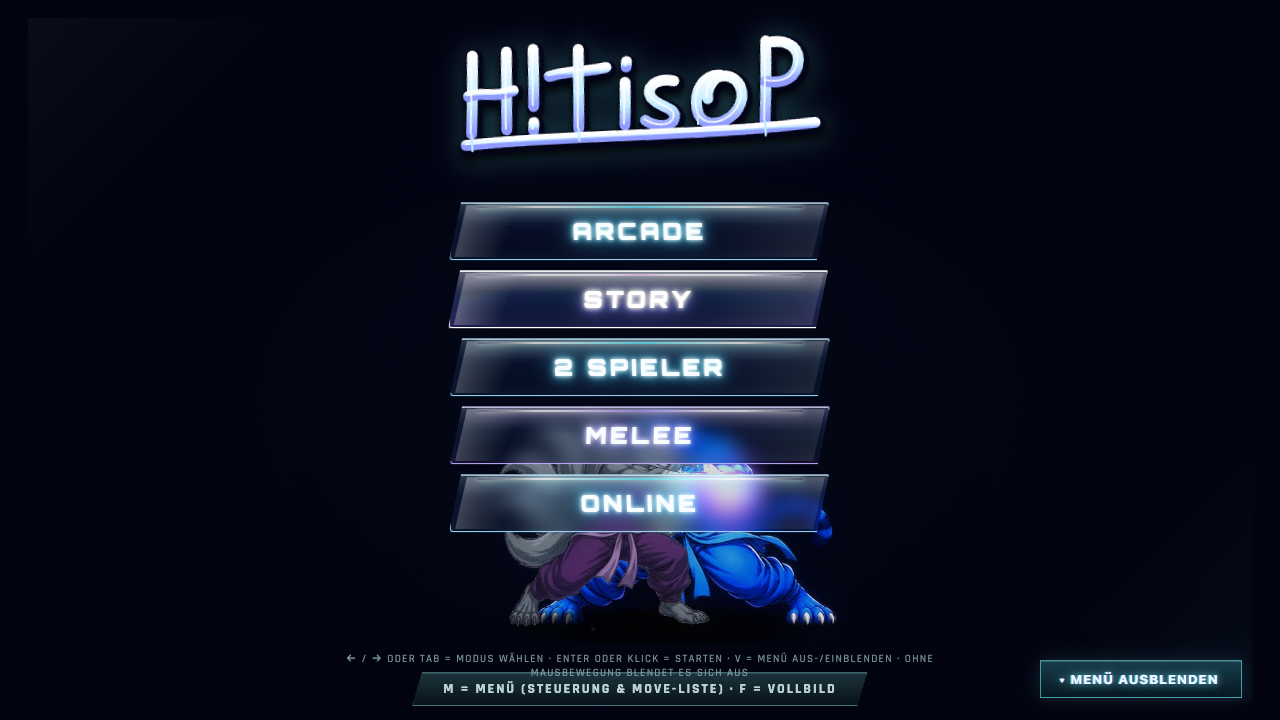 H!TisoP
ARCADE
STORY
2 SPIELER
MELEE
ONLINE
← / → ODER TAB = MODUS WÄHLEN · ENTER ODER KLICK = STARTEN · V = MENÜ AUS-/EINBLENDEN · OHNE
MAUSBEWEGUNG BLENDET ES SICH AUS
M = MENÜ (STEUERUNG & MOVE-LISTE) · F = VOLLBILD
▾ MENÜ AUSBLENDEN